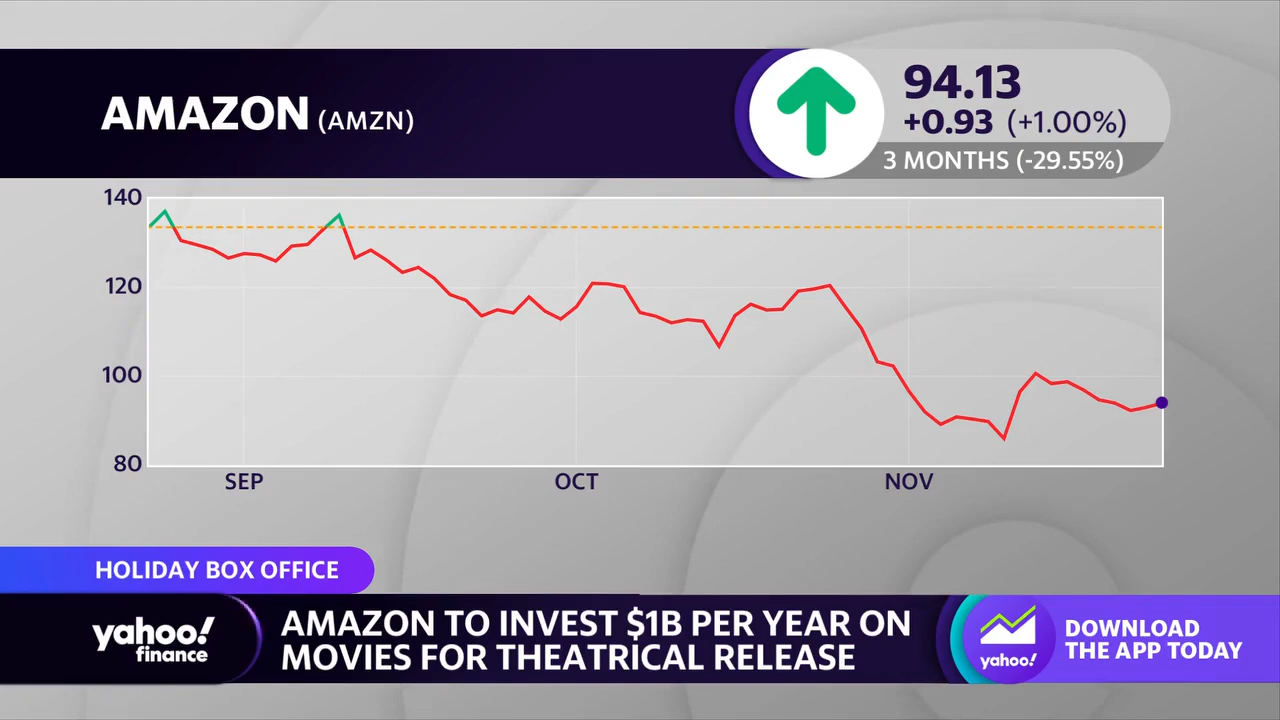 AMAZON (AMZN)
94.13
+0.93 (+1.00%)
3 MONTHS (-29.55%)
140
120
100
80
SEP OCT NOV
HOLIDAY BOX OFFICE
yahoo!
finance
AMAZON TO INVEST $1B PER YEAR ON
MOVIES FOR THEATRICAL RELEASE
yahoo!
DOWNLOAD
THE APP TODAY